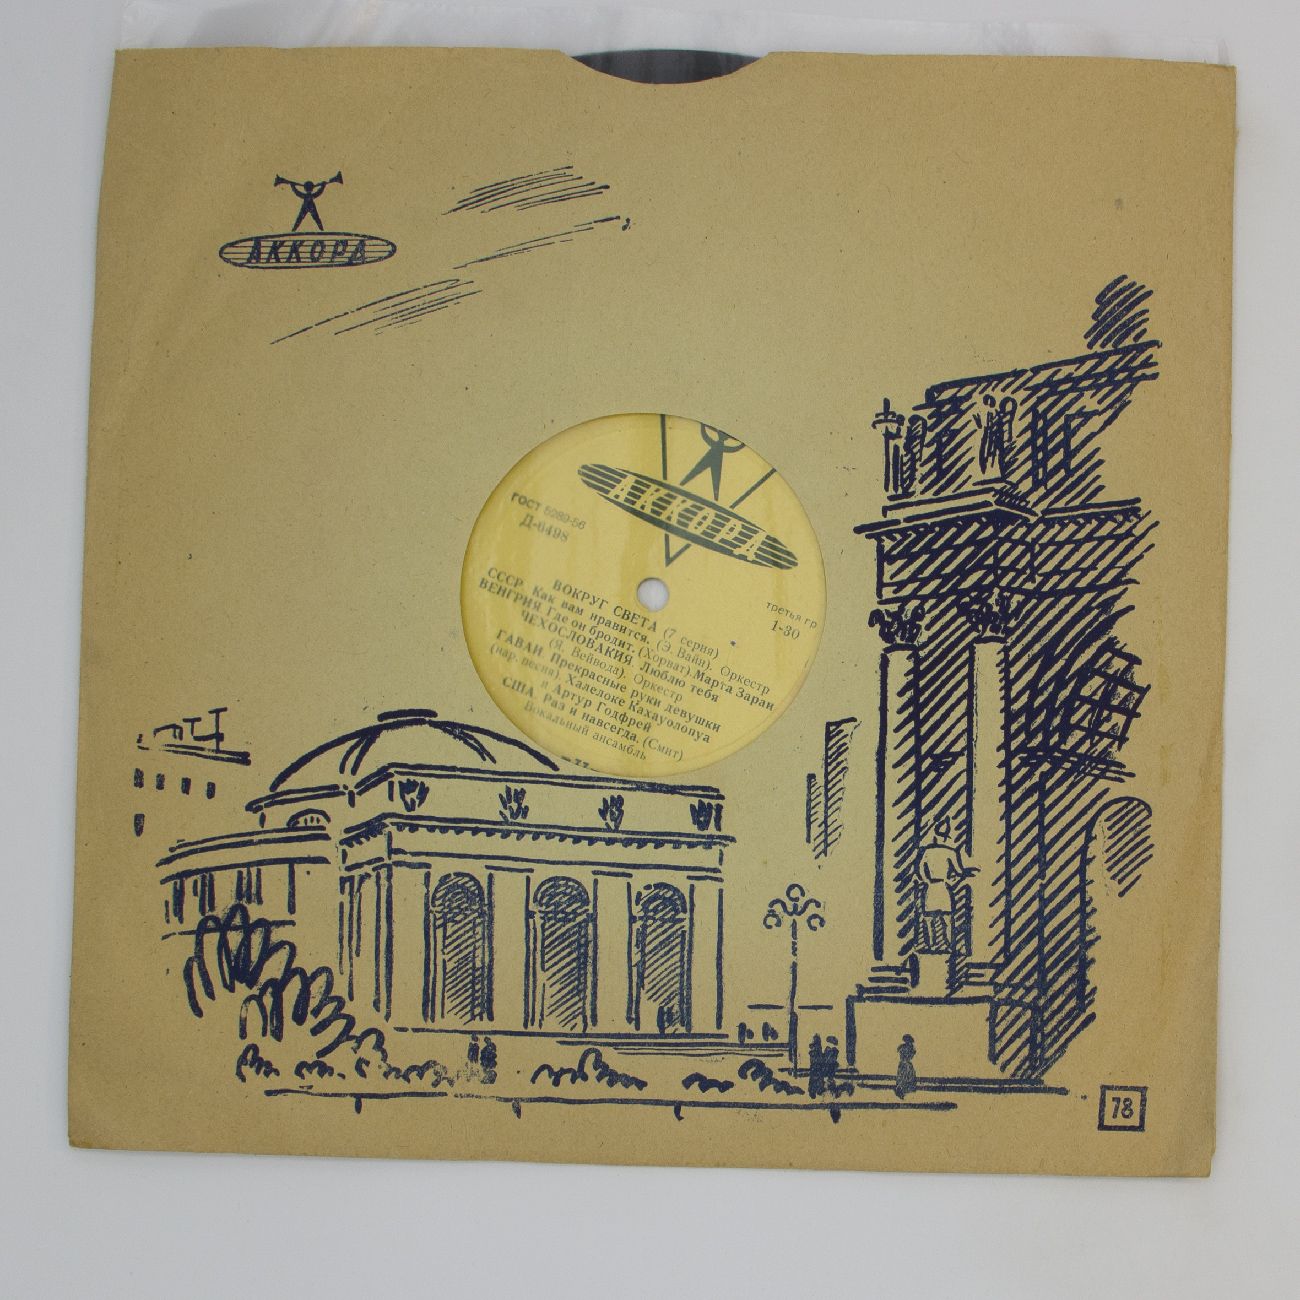 АККОРД
АККОРД
ГОСТ 5289-56
Д-6498
третья гр
1-30
ВОКРУГ СВЕТА (7 серия)
СССР. Как вам нравится. (Э. Вайн). Оркестр
ВЕНГРИЯ. Где он бродит. (Хорват). Марта Зараи
ЧЕХОСЛОВАКИЯ. Люблю тебя
(Я. Вейвода). Оркестр
ГАВАИ. Прекрасные руки девушки
(нар. песня). Халелоке Кахауолопуа
и Артур Годфрей
США. Раз и навсегда. (Смит)
Вокальный ансамбль
78